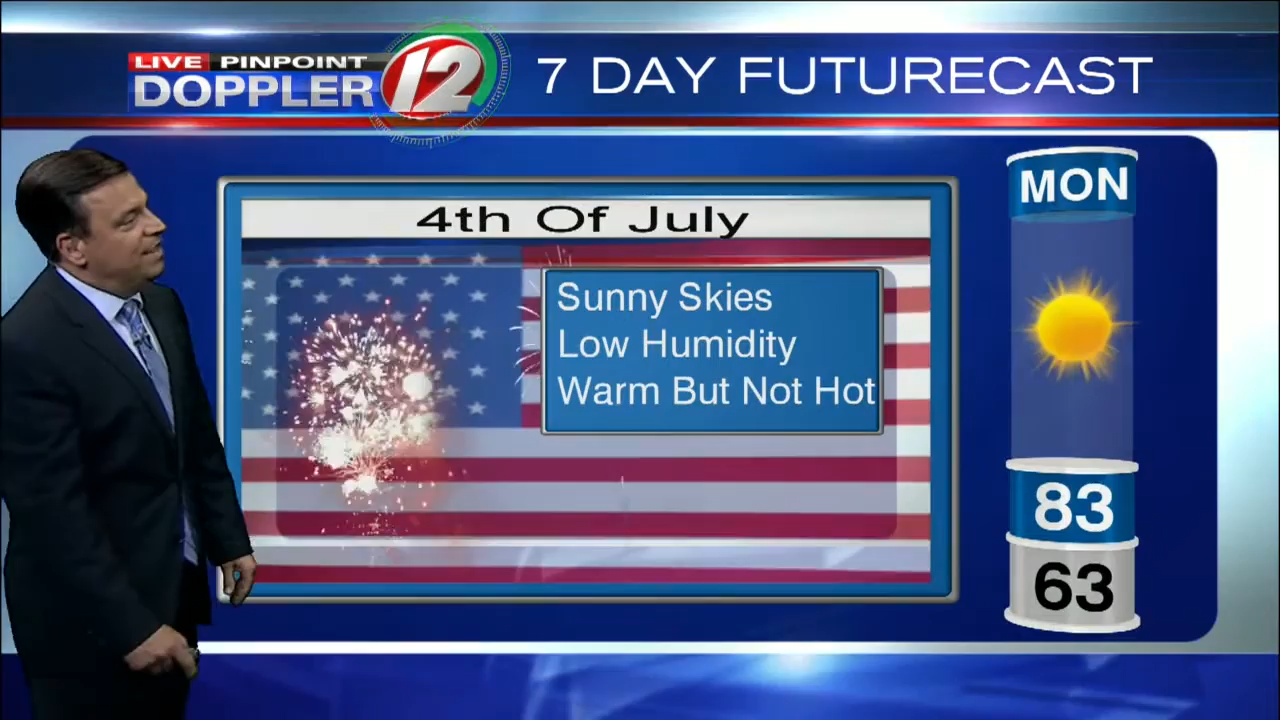 LIVE PINPOINT
DOPPLER 12
7 DAY FUTURECAST
4th Of July
Sunny Skies
Low Humidity
Warm But Not Hot
MON
83
63